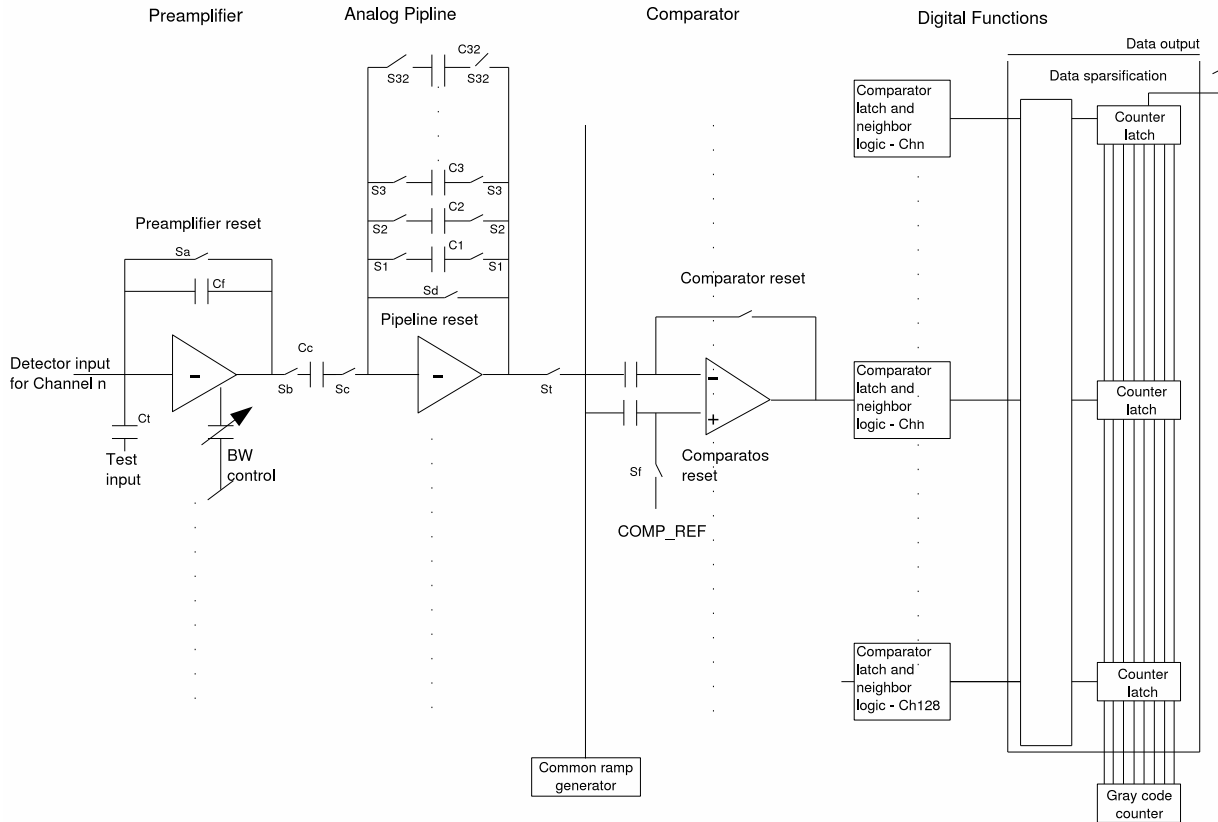 Preamplifier
Analog Pipline
Comparator
Digital Functions
Data output
Data sparsification
C32
S32
S32
Comparator
latch and
neighbor
logic - Chn
Counter
latch
C3
S3
S3
C2
S2
S2
C1
S1
S1
Preamplifier reset
Sa
Cf
Sd
Pipeline reset
Comparator reset
Detector input
for Channel n
-
Sb
Cc
Sc
-
St
-
+
Comparator
latch and
neighbor
logic - Chn
Counter
latch
Ct
Test
input
BW
control
Sf
Comparatos
reset
COMP_REF
Comparator
latch and
neighbor
logic - Ch128
Counter
latch
Common ramp
generator
Gray code
counter